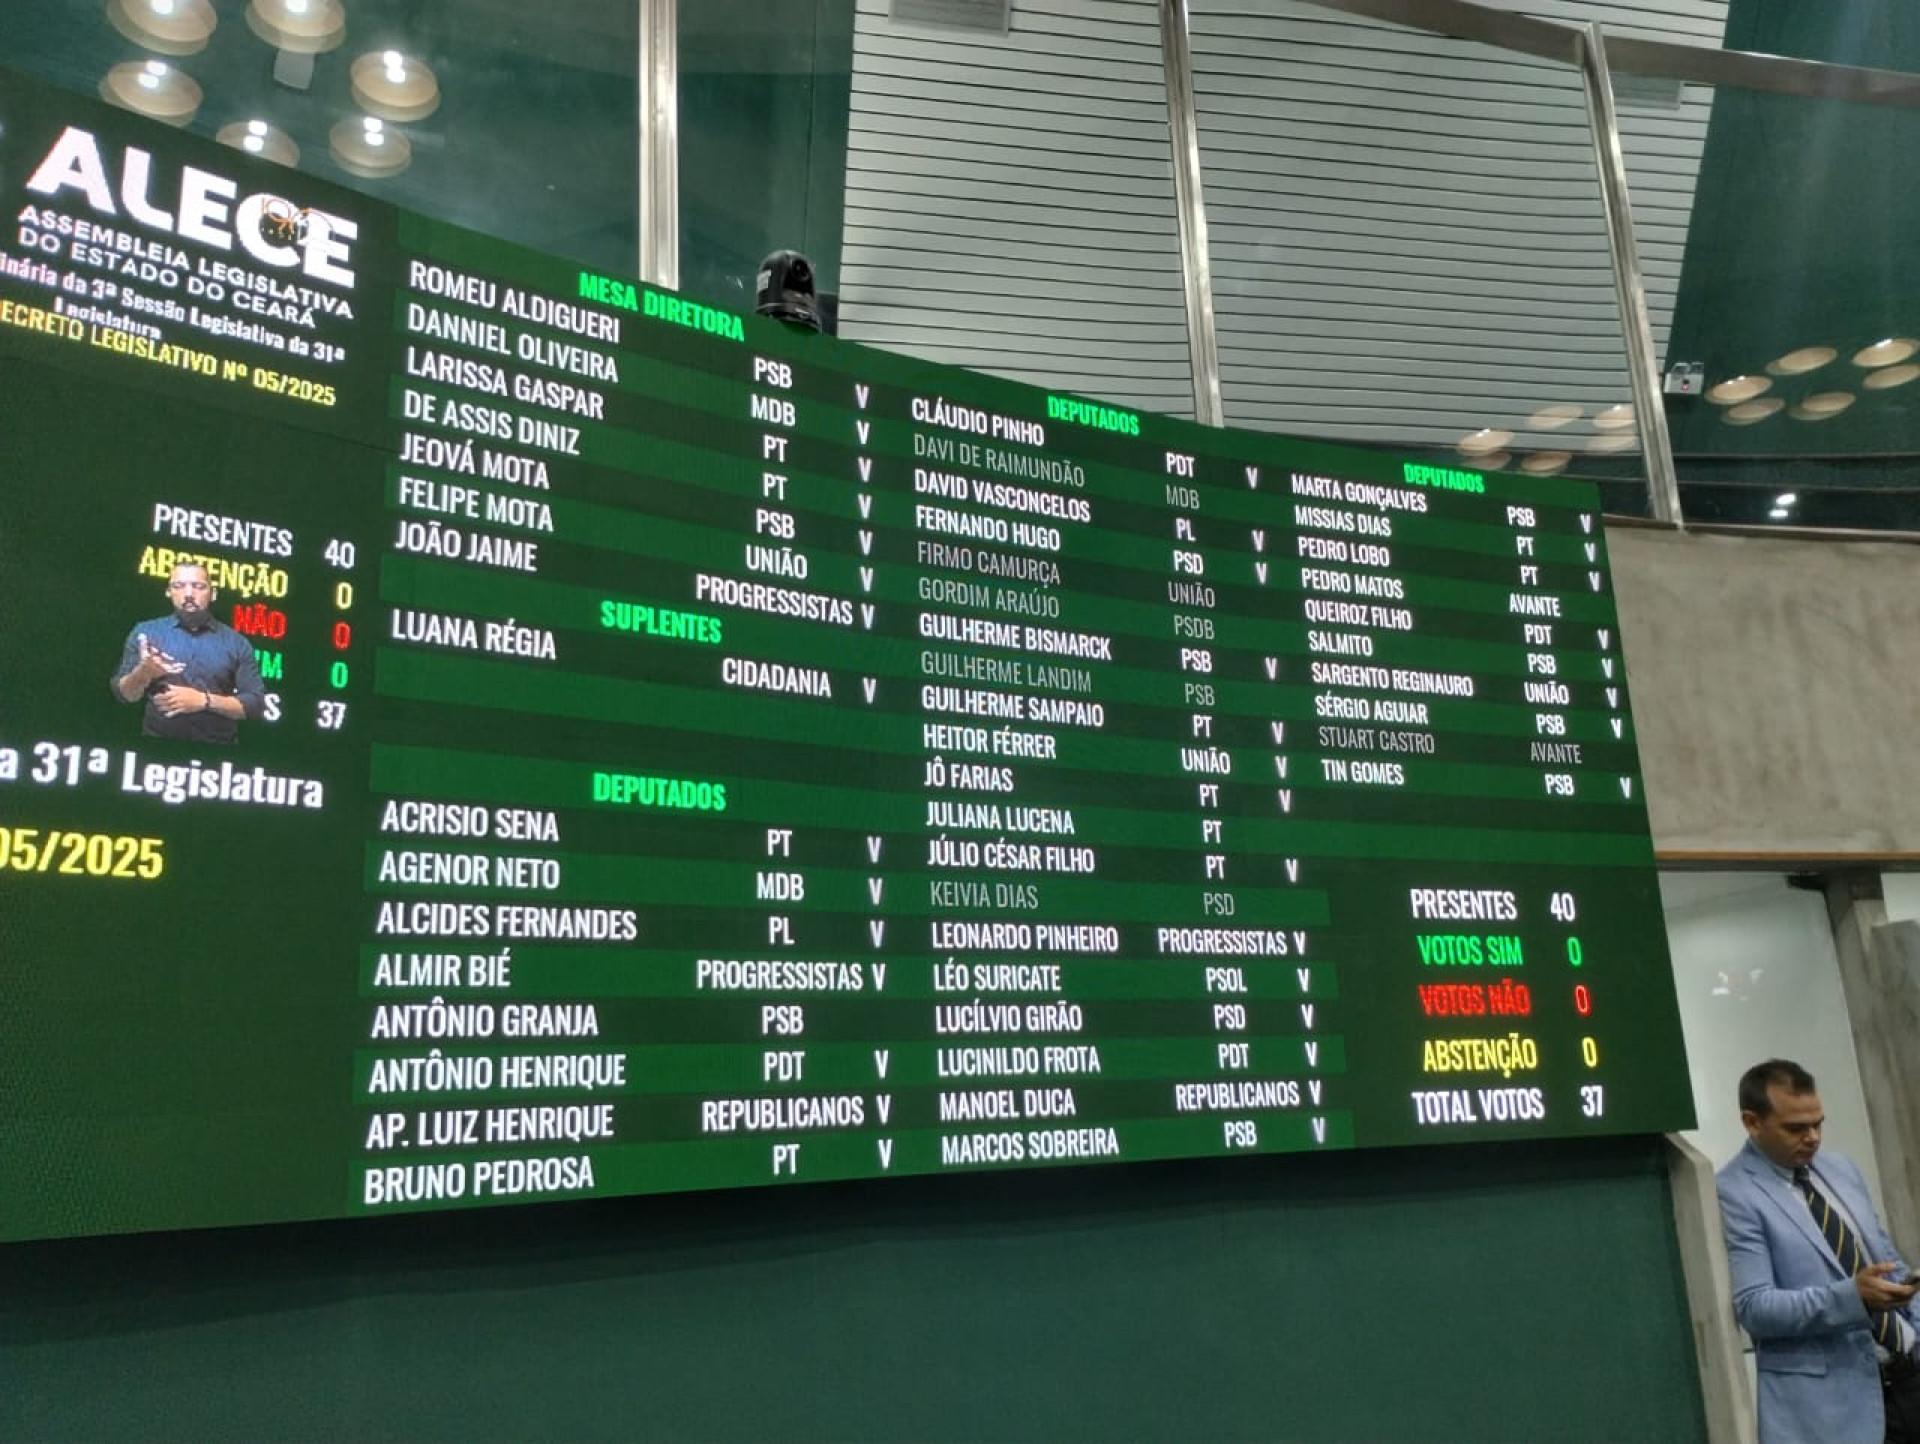 ALECE
ASSEMBLEIA LEGISLATIVA
DO ESTADO DO CEARÁ
inária da 3ª Sessão Legislativa da 31ª
Legislatura
ECRETO LEGISLATIVO Nº 05/2025
PRESENTES 40
ABSTENÇÃO 0
NÃO 0
IM 0
S 37
a 31ª Legislatura
05/2025
MESA DIRETORA
ROMEU ALDIGUERI PSB V
DANNIEL OLIVEIRA MDB V
LARISSA GASPAR PT V
DE ASSIS DINIZ PT V
JEOVÁ MOTA PSB V
FELIPE MOTA UNIÃO V
JOÃO JAIME PROGRESSISTAS V
SUPLENTES
LUANA RÉGIA CIDADANIA V
DEPUTADOS
ACRISIO SENA PT V
AGENOR NETO MDB V
ALCIDES FERNANDES PL V
ALMIR BIÉ PROGRESSISTAS V
ANTÔNIO GRANJA PSB
ANTÔNIO HENRIQUE PDT V
AP. LUIZ HENRIQUE REPUBLICANOS V
BRUNO PEDROSA PT V
DEPUTADOS
CLÁUDIO PINHO PDT V
DAVI DE RAIMUNDÃO MDB
DAVID VASCONCELOS PL V
FERNANDO HUGO PSD V
FIRMO CAMURÇA UNIÃO
GORDIM ARAÚJO PSDB
GUILHERME BISMARCK PSB V
GUILHERME LANDIM PSB
GUILHERME SAMPAIO PT V
HEITOR FÉRRER UNIÃO V
JÔ FARIAS PT V
JULIANA LUCENA PT
JÚLIO CÉSAR FILHO PT V
KEIVIA DIAS PSD
LEONARDO PINHEIRO PROGRESSISTAS V
LÉO SURICATE PSOL V
LUCÍLVIO GIRÃO PSD V
LUCINILDO FROTA PDT V
MANOEL DUCA REPUBLICANOS V
MARCOS SOBREIRA PSB V
DEPUTADOS
MARTA GONÇALVES PSB V
MISSIAS DIAS PT V
PEDRO LOBO PT V
PEDRO MATOS AVANTE
QUEIROZ FILHO PDT V
SALMITO PSB V
SARGENTO REGINAURO UNIÃO V
SÉRGIO AGUIAR PSB V
STUART CASTRO AVANTE
TIN GOMES PSB V
PRESENTES 40
VOTOS SIM 0
VOTOS NÃO 0
ABSTENÇÃO 0
TOTAL VOTOS 37